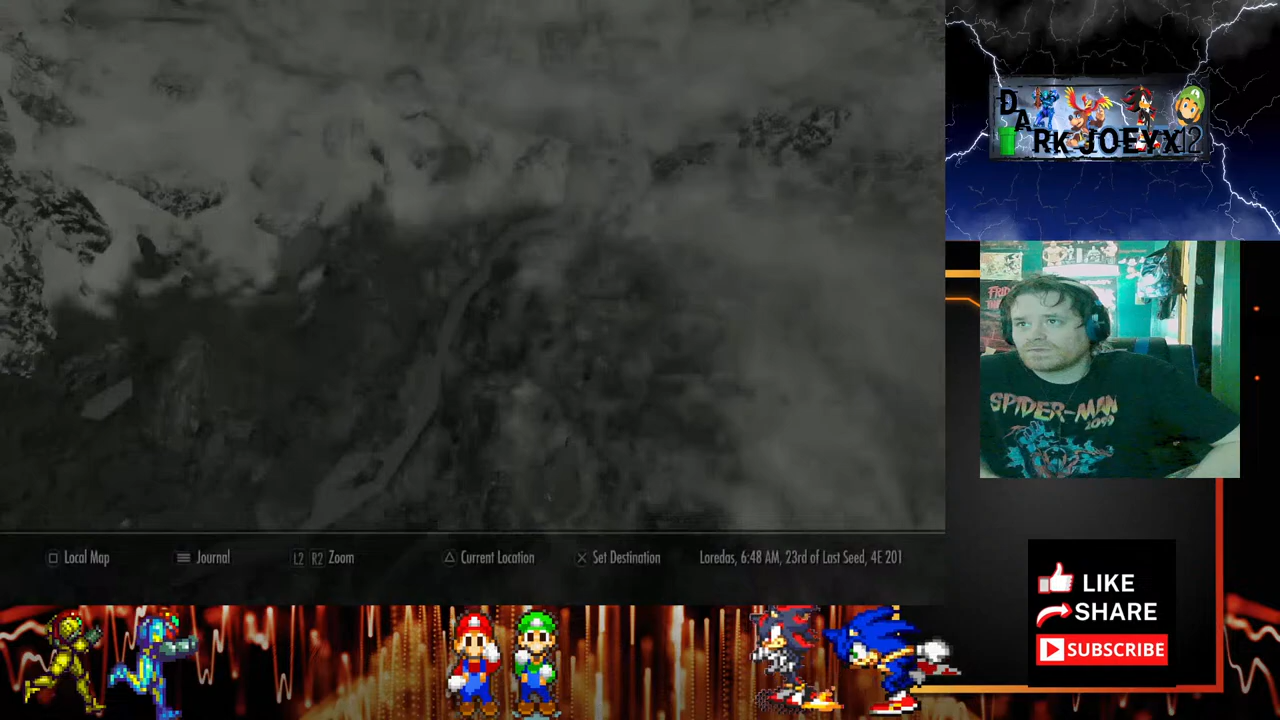 DARK JOEYX12
FRID
SPIDER-MAN
2099
Local Map
Journal
L2 R2 Zoom
Current Location
Set Destination
Loredas, 6:48 AM, 23rd of Last Seed, 4E 201
LIKE
SHARE
SUBSCRIBE